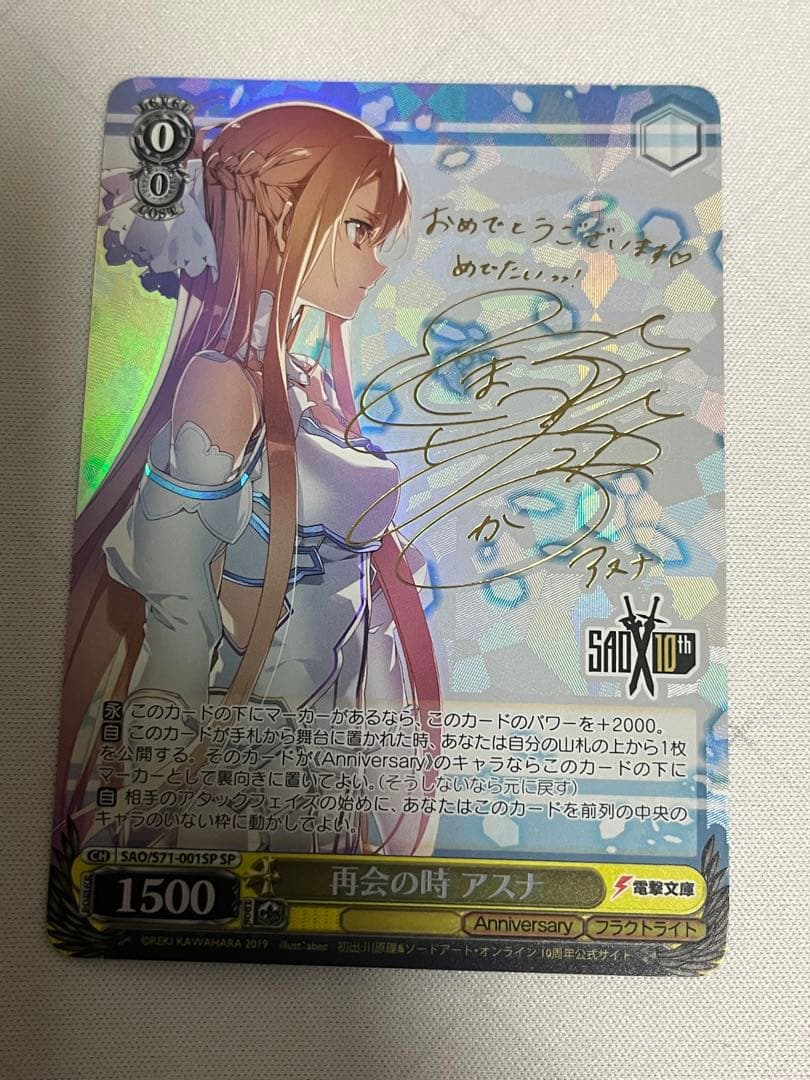 LEVEL
0
0
COST
おめでとうございます♡
めでたいっっ!
はるか
アスナ
SAO 10th
永 このカードの下にマーカーがあるなら、このカードのパワーを+2000。
自 このカードが手札から舞台に置かれた時、あなたは自分の山札の上から1枚
を公開する。そのカードが《Anniversary》のキャラならこのカードの下に
マーカーとして裏向きに置いてよい。(そうしないなら元に戻す)
自 相手のアタックフェイズの始めに、あなたはこのカードを前列の中央の
キャラのいない枠に動かしてよい。
CH SAO/S71-001SP SP
POWER 1500 SOUL 再会の時 アスナ 電撃文庫
Anniversary フラクトライト
©REKI KAWAHARA 2019 illust.abec 初出:川原礫&ソードアート・オンライン10周年公式サイト